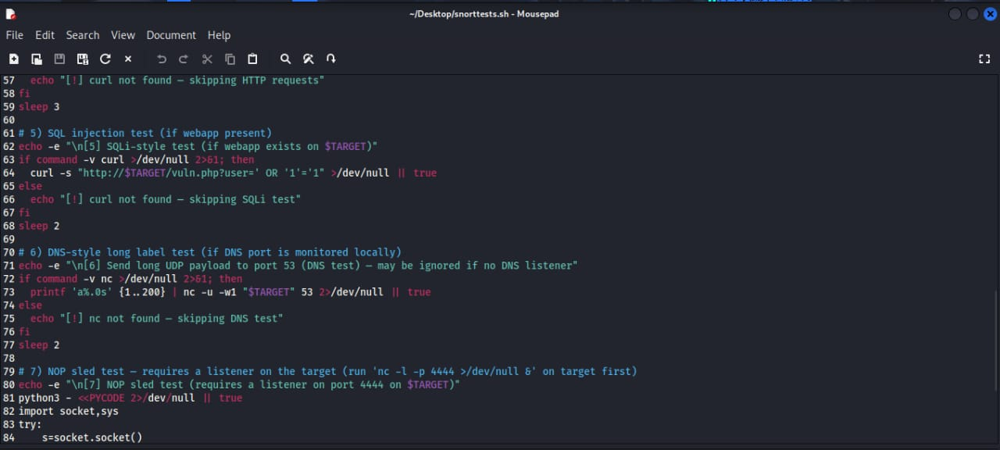 ~/Desktop/snorttests.sh - Mousepad
File Edit Search View Document Help
57   echo "[!] curl not found — skipping HTTP requests"
58 fi
59 sleep 3
60
61 # 5) SQL injection test (if webapp present)
62 echo -e "\n[5] SQLi-style test (if webapp exists on $TARGET)"
63 if command -v curl >/dev/null 2>&1; then
64   curl -s "http://$TARGET/vuln.php?user=' OR '1'='1" >/dev/null || true
65 else
66   echo "[!] curl not found — skipping SQLi test"
67 fi
68 sleep 2
69
70 # 6) DNS-style long label test (if DNS port is monitored locally)
71 echo -e "\n[6] Send long UDP payload to port 53 (DNS test) — may be ignored if no DNS listener"
72 if command -v nc >/dev/null 2>&1; then
73   printf 'a%.0s' {1..200} | nc -u -w1 "$TARGET" 53 2>/dev/null || true
74 else
75   echo "[!] nc not found — skipping DNS test"
76 fi
77 sleep 2
78
79 # 7) NOP sled test — requires a listener on the target (run 'nc -l -p 4444 >/dev/null &' on target first)
80 echo -e "\n[7] NOP sled test (requires a listener on port 4444 on $TARGET)"
81 python3 - <<PYCODE 2>/dev/null || true
82 import socket,sys
83 try:
84     s=socket.socket()